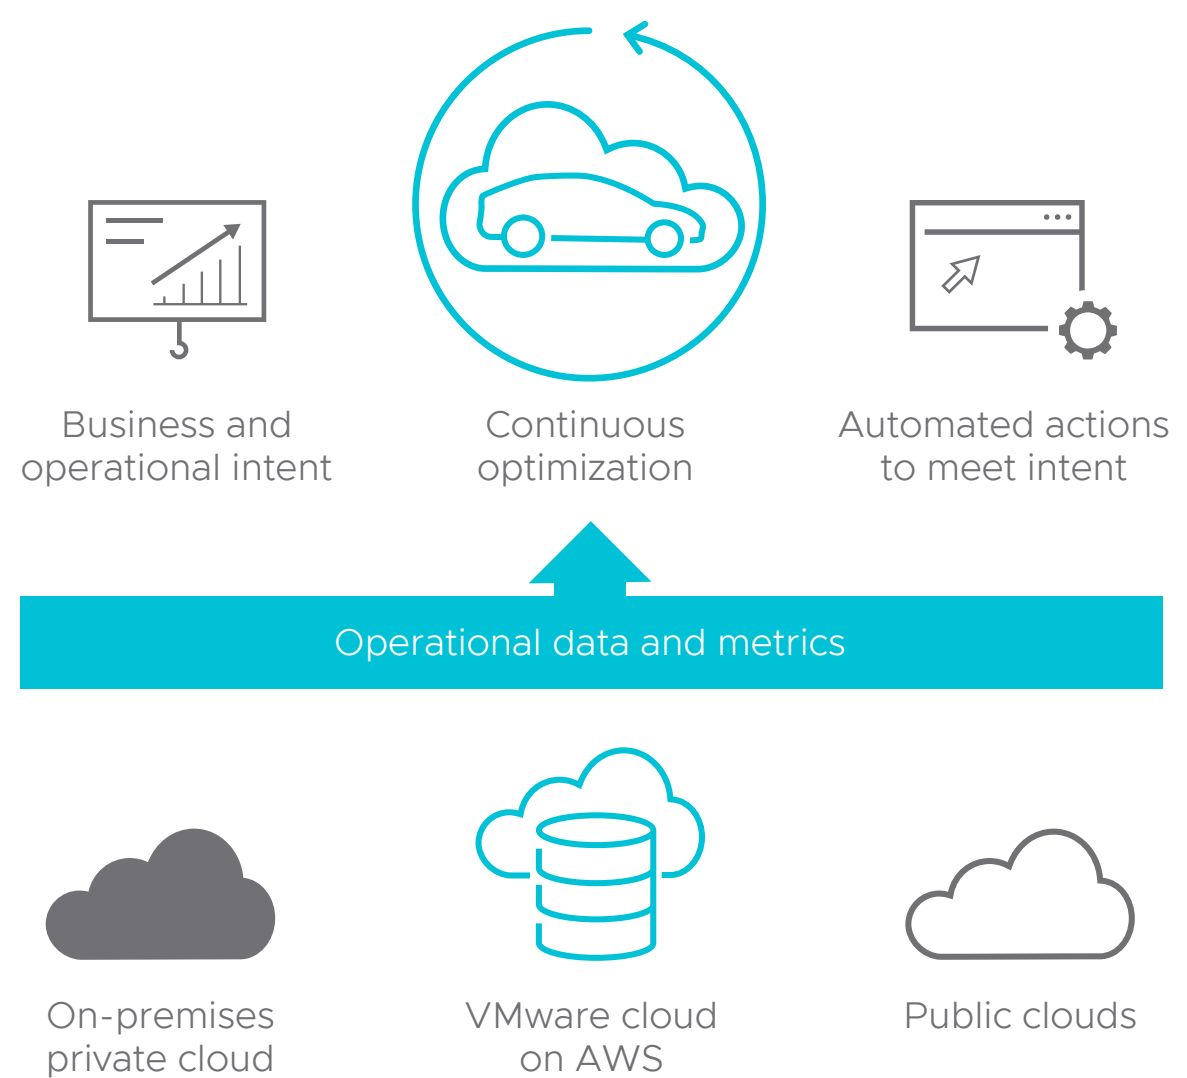 Business and
operational intent
Continuous
optimization
Automated actions
to meet intent
Operational data and metrics
On-premises
private cloud
VMware cloud
on AWS
Public clouds